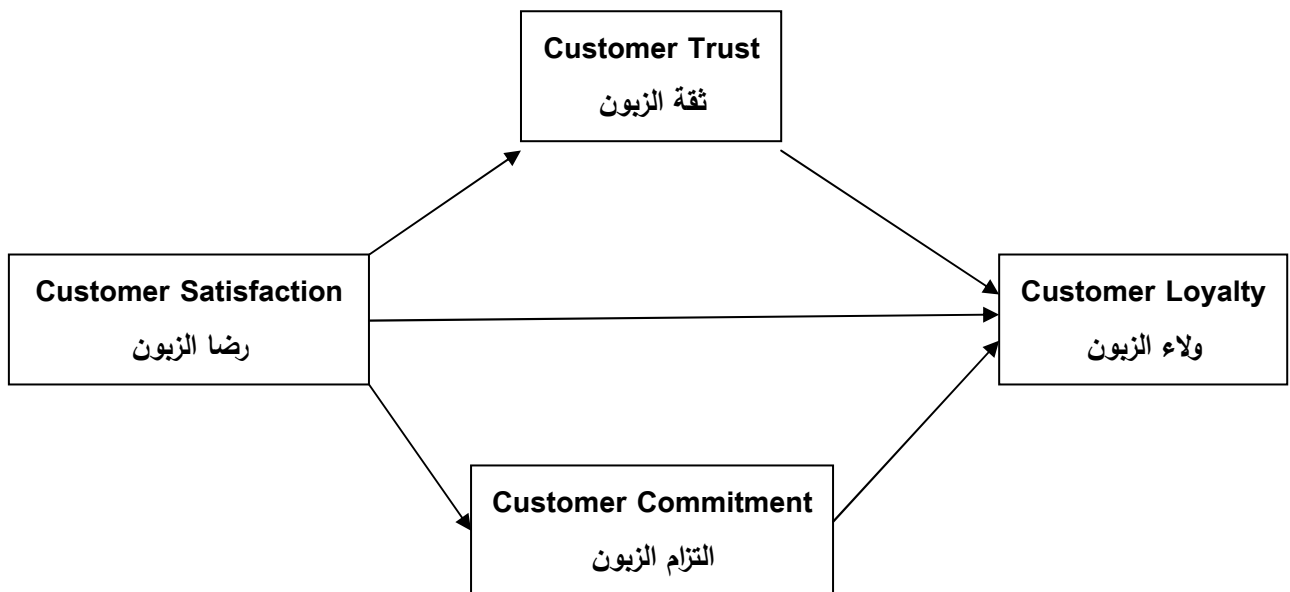 Customer Trust
ثقة الزبون
Customer Satisfaction
رضا الزبون
Customer Loyalty
ولاء الزبون
Customer Commitment
التزام الزبون